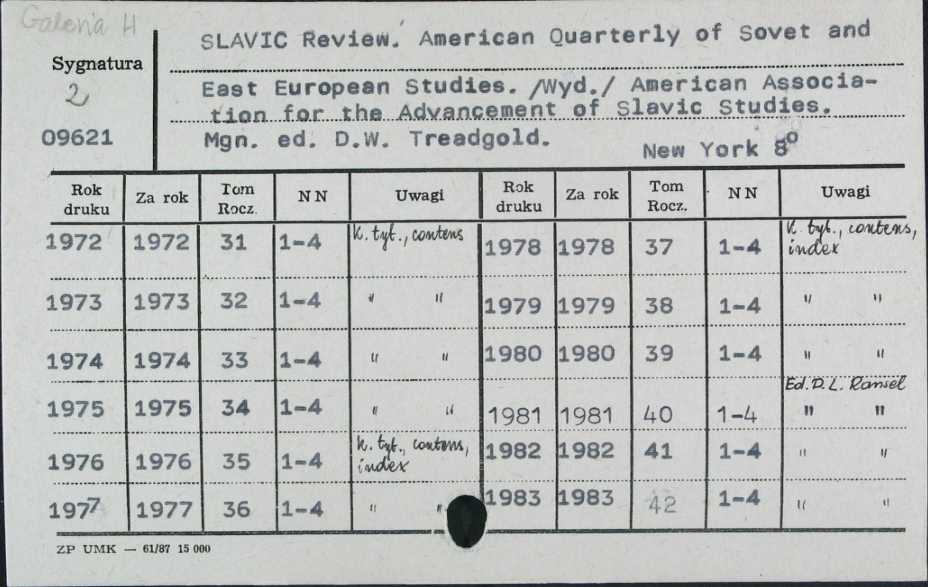 Galeria H
SLAVIC Review. American Quarterly of Sovet and
Sygnatura
East European Studies. /Wyd./ American Associa-
2
tion for the Advancement of Slavic Studies.
09621
Mgn. ed. D.W. Treadgold.
New York 8°
Rok druku Za rok Tom Rocz. NN Uwagi Rok druku Za rok Tom Rocz. NN Uwagi
1972 1972 31 1-4 K. tyt., contens 1978 1978 37 1-4 K. tyt., contens, index
1973 1973 32 1-4 " " 1979 1979 38 1-4 " "
1974 1974 33 1-4 " " 1980 1980 39 1-4 " "
1975 1975 34 1-4 " " 1981 1981 40 1-4 Ed. D. L. Ransel " "
1976 1976 35 1-4 K. tyt., contens, index 1982 1982 41 1-4 " "
1977 1977 36 1-4 " " 1983 1983 42 1-4 " "
ZP UMK — 61/87 15 000